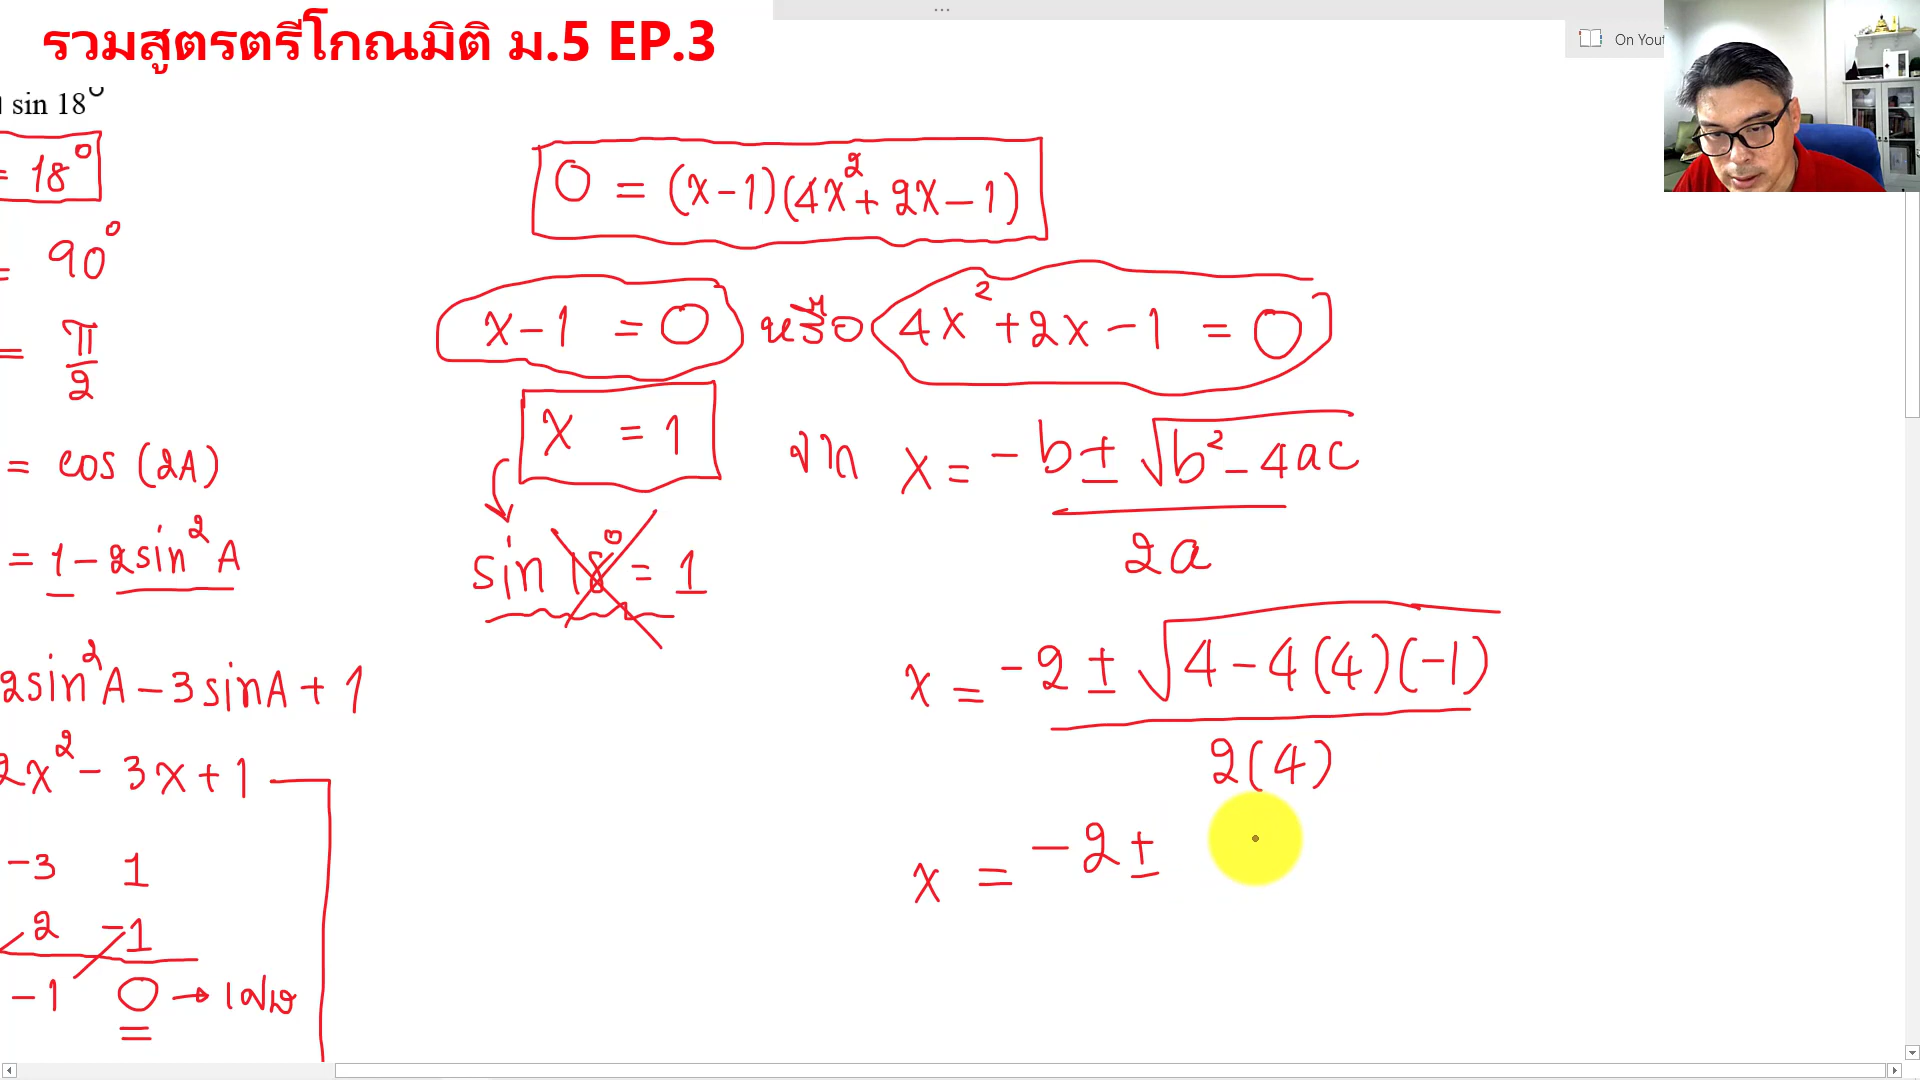 รวมสูตรตรีโกณมิติ ม.5 EP.3
On Yout
sin 18°
= 18°
= 90°
= π/2
= cos (2A)
= 1 - 2sin²A
2sin²A - 3sinA + 1
2x² - 3x + 1
-3 1
2 -1
-1 0 → เศษ
0 = (x-1)(4x²+2x-1)
x-1 = 0 หรือ 4x²+2x-1 = 0
x = 1
sin 18° = 1
จาก x = -b ± √b²-4ac
2a
x = -2 ± √4-4(4)(-1)
2(4)
x = -2 ±